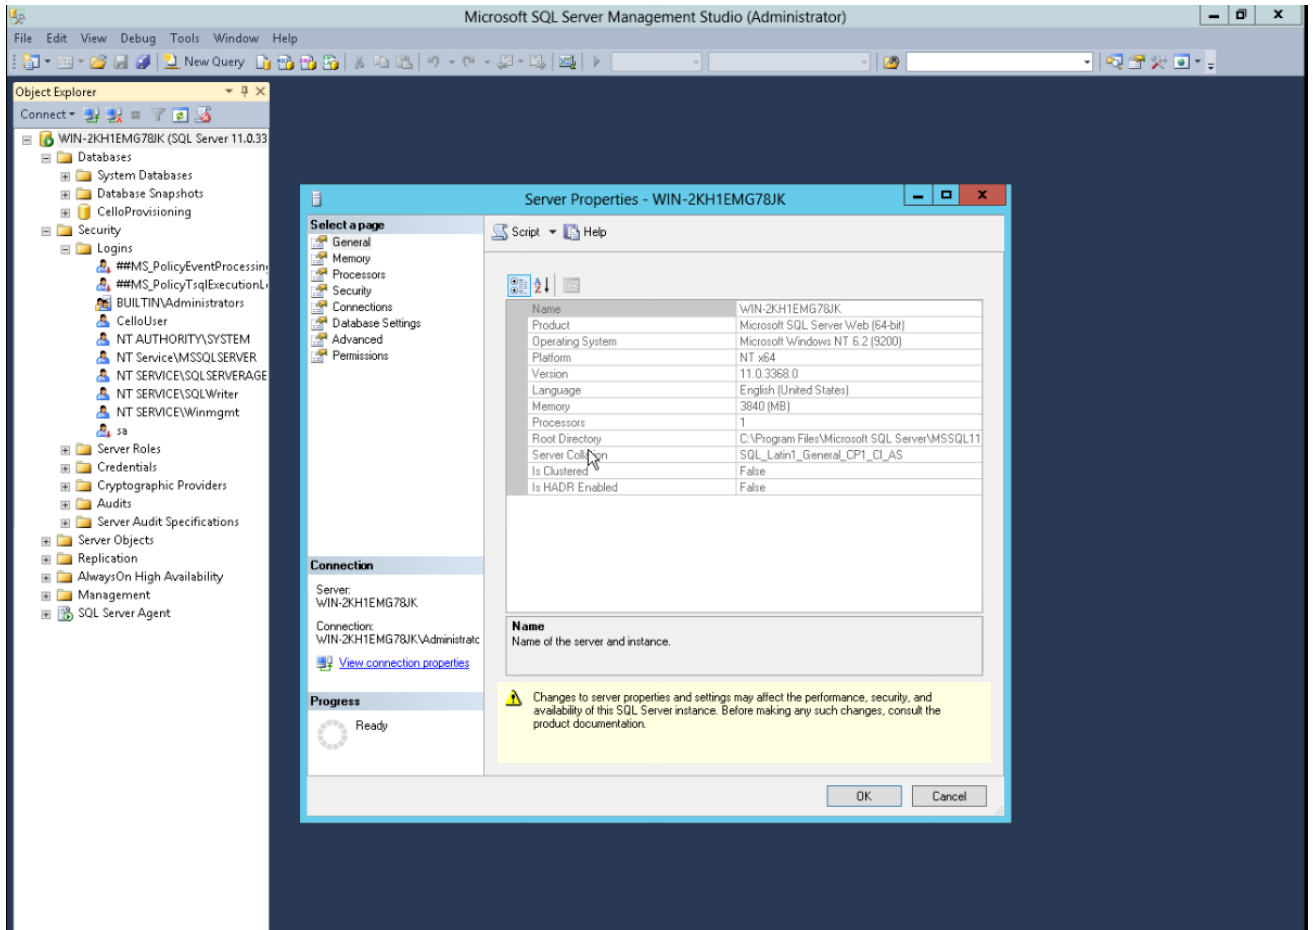 Microsoft SQL Server Management Studio (Administrator)
File Edit View Debug Tools Window Help
New Query
Object Explorer
Connect
WIN-2KH1EMG78JK (SQL Server 11.0.33
Databases
System Databases
Database Snapshots
CelloProvisioning
Security
Logins
##MS_PolicyEventProcessing
##MS_PolicyTsqlExecutionL
BUILTIN\Administrators
CelloUser
NT AUTHORITY\SYSTEM
NT Service\MSSQLSERVER
NT SERVICE\SQLSERVERAGE
NT SERVICE\SQLWriter
NT SERVICE\Winmgmt
sa
Server Roles
Credentials
Cryptographic Providers
Audits
Server Audit Specifications
Server Objects
Replication
AlwaysOn High Availability
Management
SQL Server Agent
Server Properties - WIN-2KH1EMG78JK
Select a page
General
Memory
Processors
Security
Connections
Database Settings
Advanced
Permissions
Connection
Server:
WIN-2KH1EMG78JK
Connection:
WIN-2KH1EMG78JK\Administratc
View connection properties
Progress
Ready
Script Help
Name WIN-2KH1EMG78JK
Product Microsoft SQL Server Web (64-bit)
Operating System Microsoft Windows NT 6.2 (9200)
Platform NT x64
Version 11.0.3368.0
Language English (United States)
Memory 3840 (MB)
Processors 1
Root Directory C:\Program Files\Microsoft SQL Server\MSSQL11
Server Collation SQL_Latin1_General_CP1_CI_AS
Is Clustered False
Is HADR Enabled False
Name
Name of the server and instance.
Changes to server properties and settings may affect the performance, security, and
availability of this SQL Server instance. Before making any such changes, consult the
product documentation.
OK Cancel